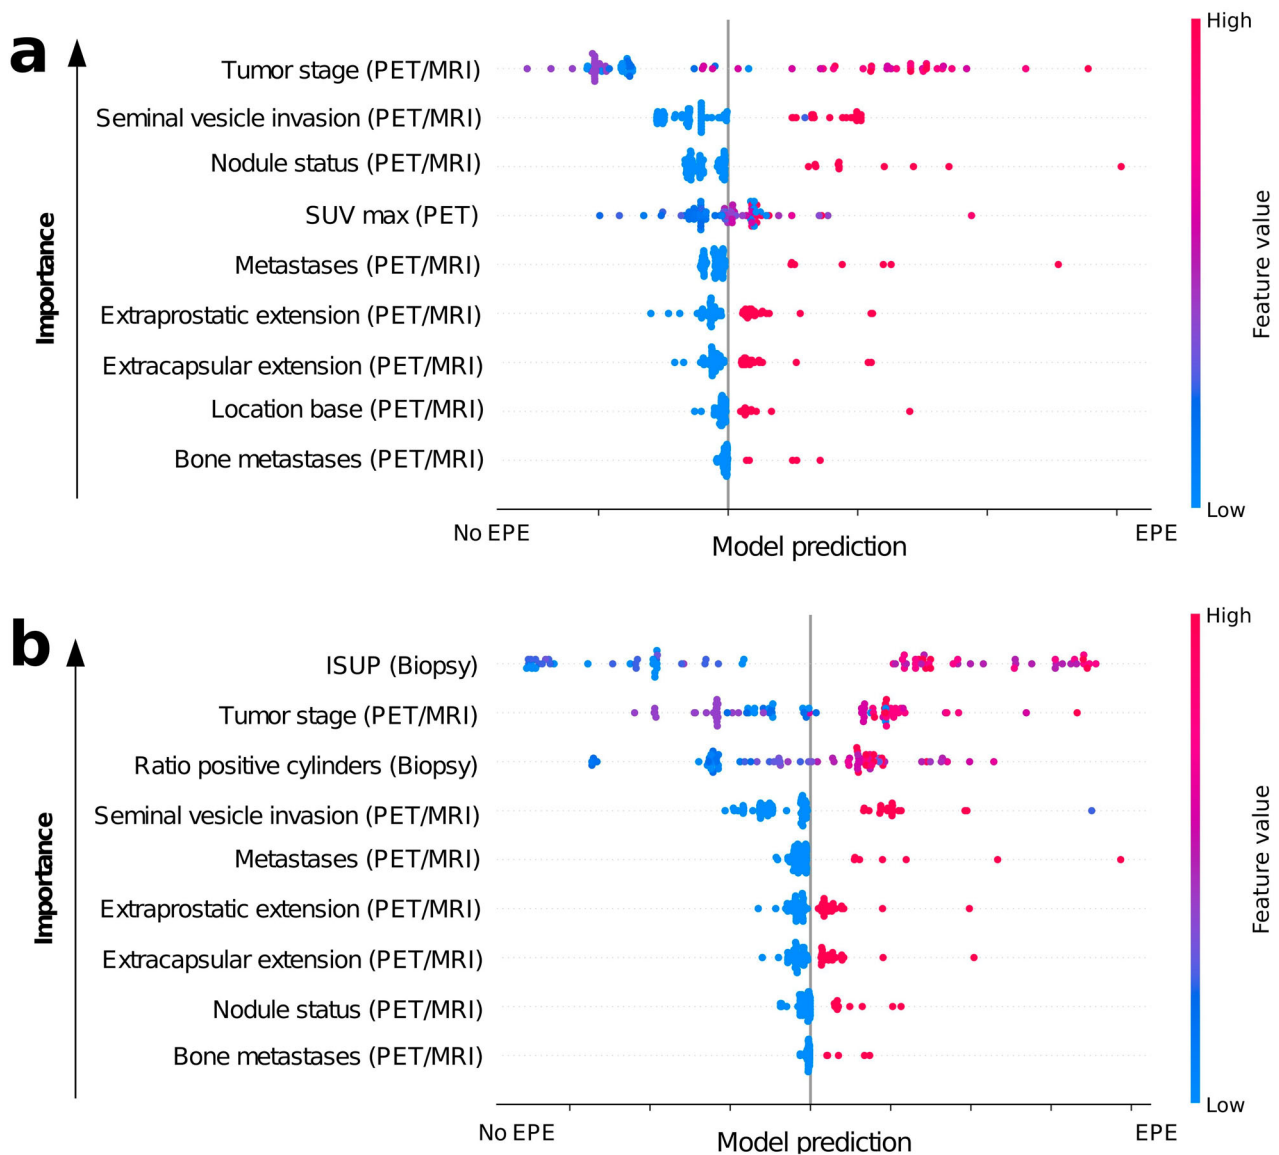 a
High
Tumor stage (PET/MRI)
Seminal vesicle invasion (PET/MRI)
Nodule status (PET/MRI)
SUV max (PET)
Metastases (PET/MRI)
Extraprostatic extension (PET/MRI)
Extracapsular extension (PET/MRI)
Location base (PET/MRI)
Bone metastases (PET/MRI)
Importance
Feature value
Low
No EPE
Model prediction
EPE
b
High
ISUP (Biopsy)
Tumor stage (PET/MRI)
Ratio positive cylinders (Biopsy)
Seminal vesicle invasion (PET/MRI)
Metastases (PET/MRI)
Extraprostatic extension (PET/MRI)
Extracapsular extension (PET/MRI)
Nodule status (PET/MRI)
Bone metastases (PET/MRI)
Importance
Feature value
Low
No EPE
Model prediction
EPE